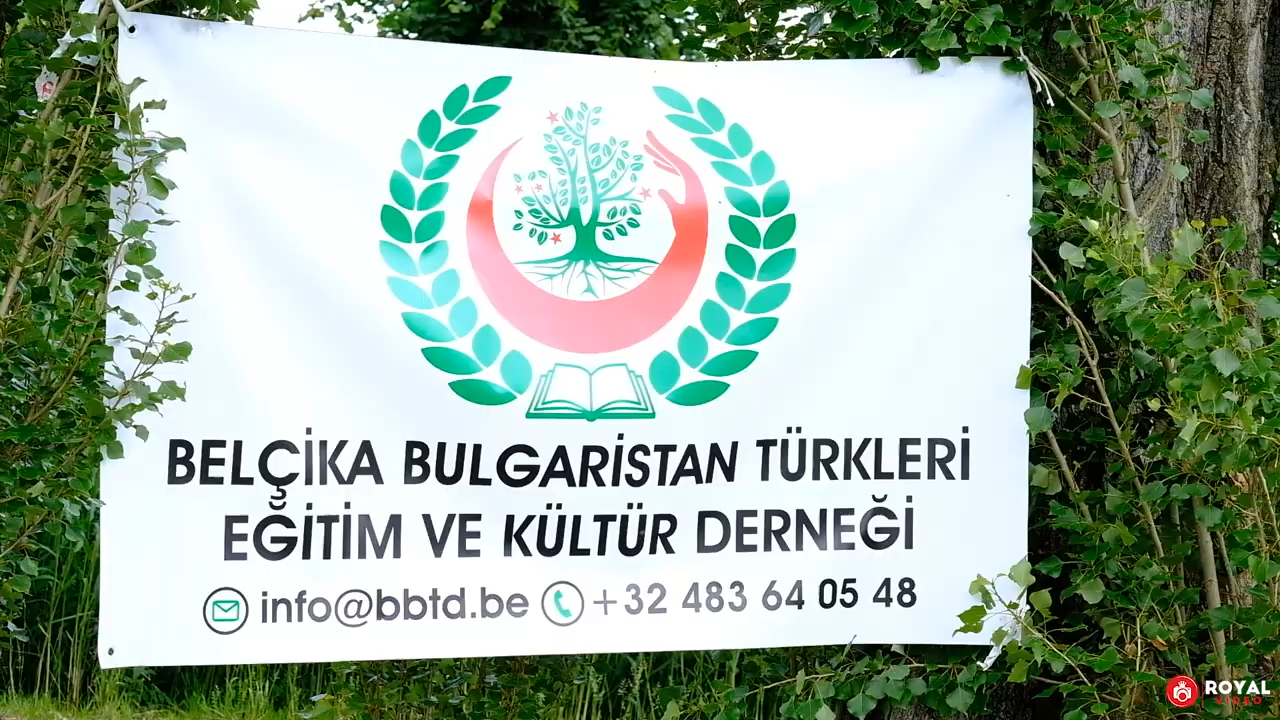 BELÇİKA BULGARİSTAN TÜRKLERİ
EĞİTİM VE KÜLTÜR DERNEĞİ
info@bbtd.be +32 483 64 05 48
ROYAL
VIDEO